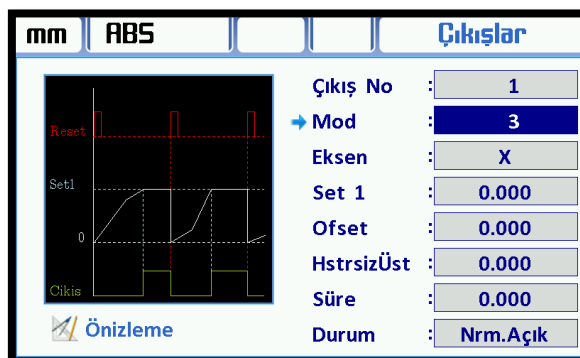 mm ABS Çıkışlar
Reset
Set1
0
Cikis
Önizleme
Çıkış No : 1
Mod : 3
Eksen : X
Set 1 : 0.000
Ofset : 0.000
HstrsizÜst : 0.000
Süre : 0.000
Durum : Nrm.Açık